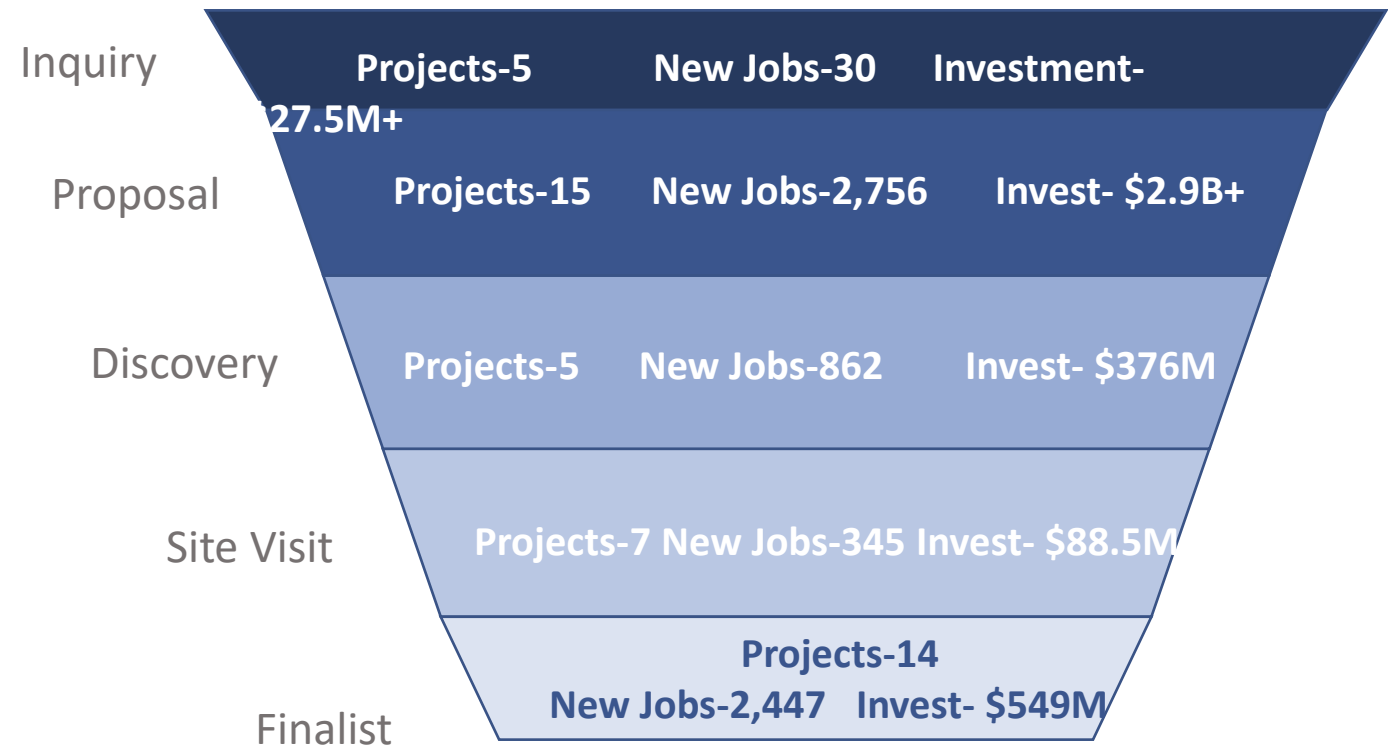 Inquiry Projects-5 New Jobs-30 Investment-
$27.5M+
Proposal Projects-15 New Jobs-2,756 Invest- $2.9B+
Discovery Projects-5 New Jobs-862 Invest- $376M
Site Visit Projects-7 New Jobs-345 Invest- $88.5M
Projects-14
New Jobs-2,447 Invest- $549M
Finalist